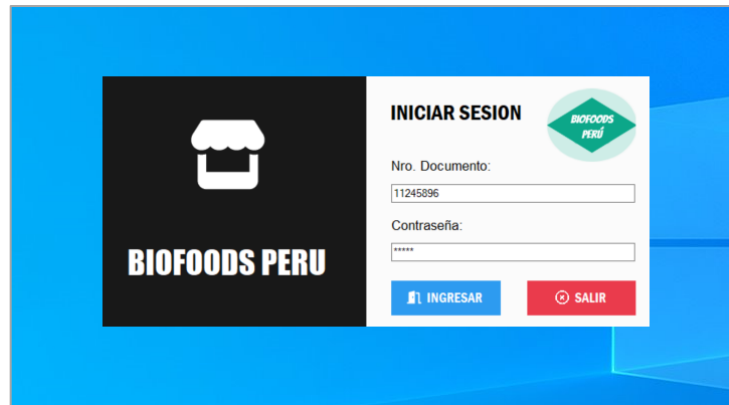 INICIAR SESION
BIOFOODS
PERÚ
Nro. Documento:
11245896
Contraseña:
*****
BIOFOODS PERU
INGRESAR
SALIR